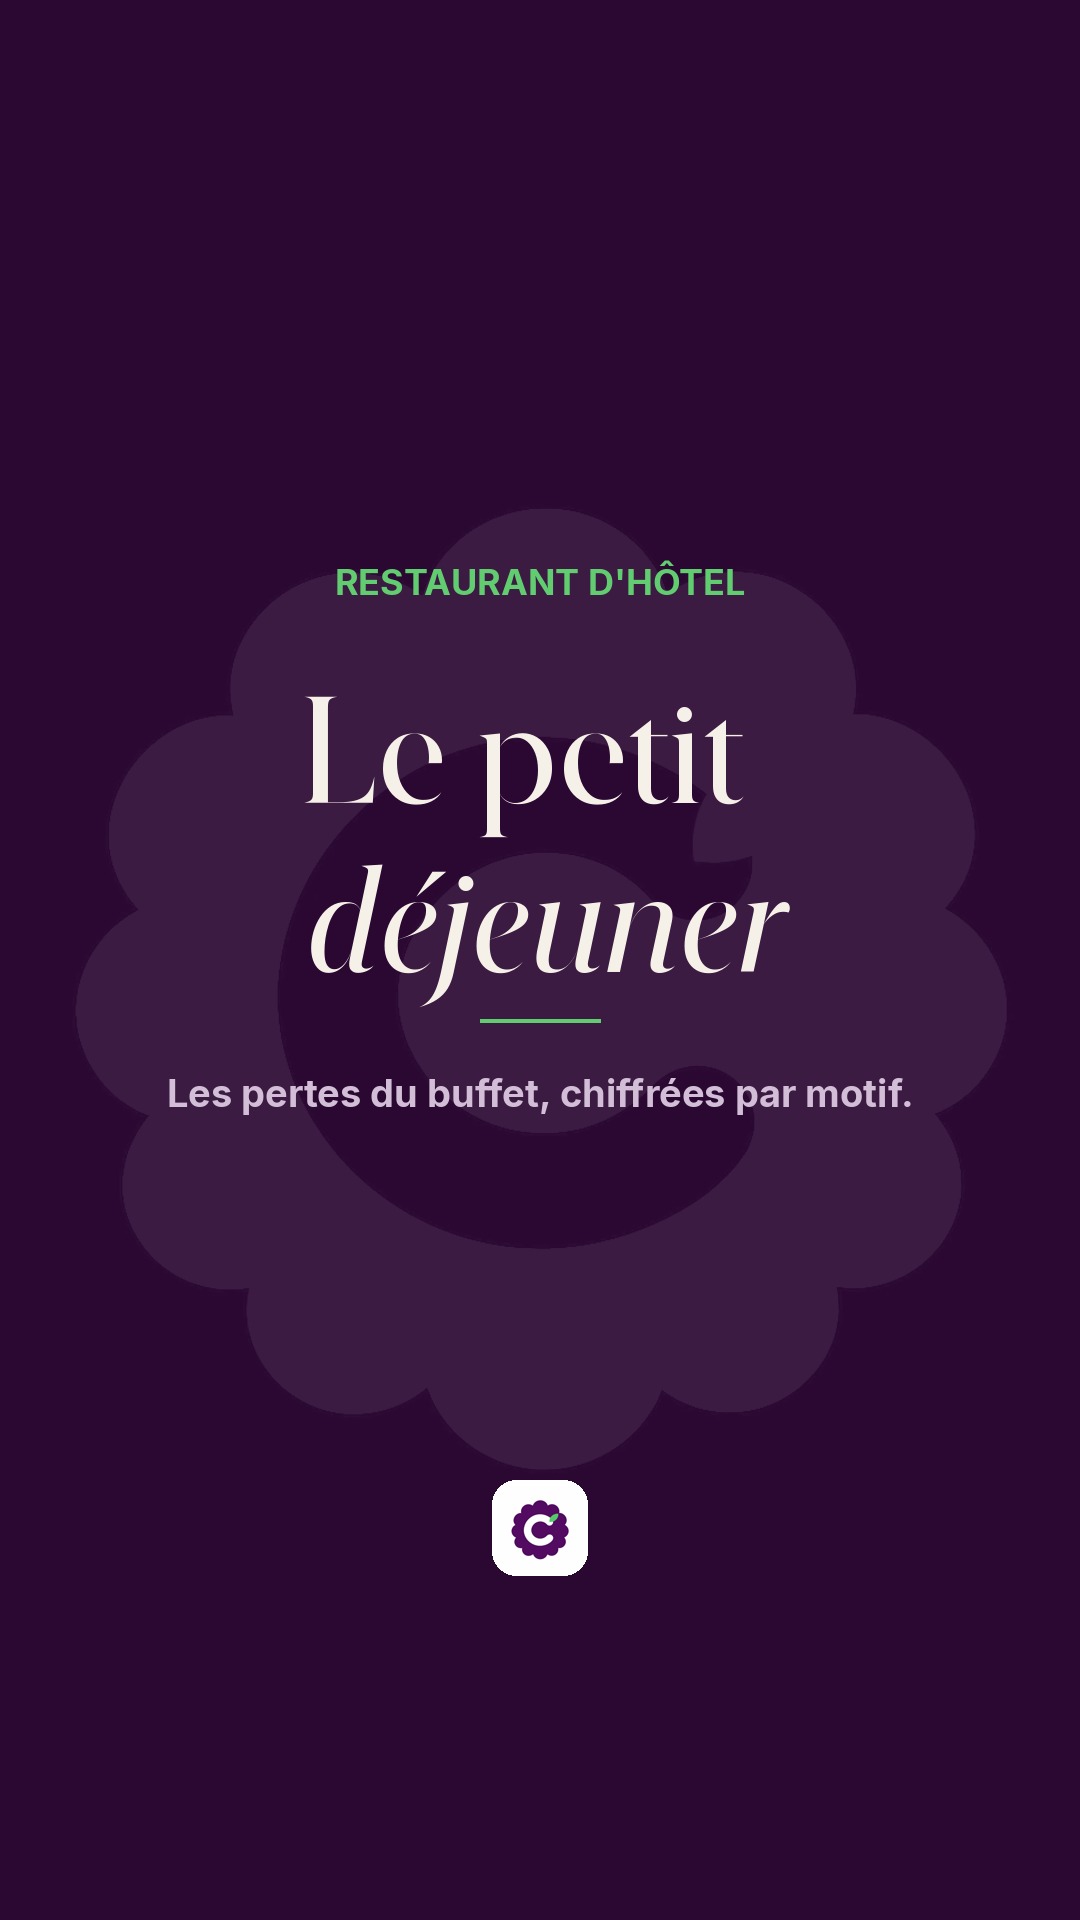 RESTAURANT D'HÔTEL
Le petit
déjeuner
Les pertes du buffet, chiffrées par motif.